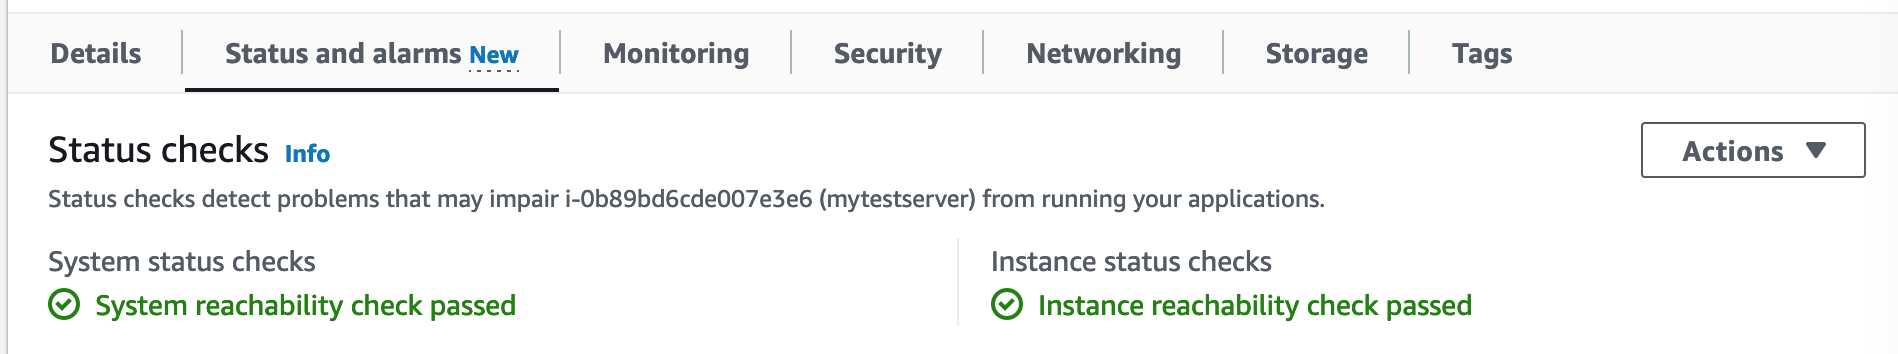 Details Status and alarms New Monitoring Security Networking Storage Tags
Status checks Info Actions
Status checks detect problems that may impair i-0b89bd6cde007e3e6 (mytestserver) from running your applications.
System status checks Instance status checks
System reachability check passed Instance reachability check passed